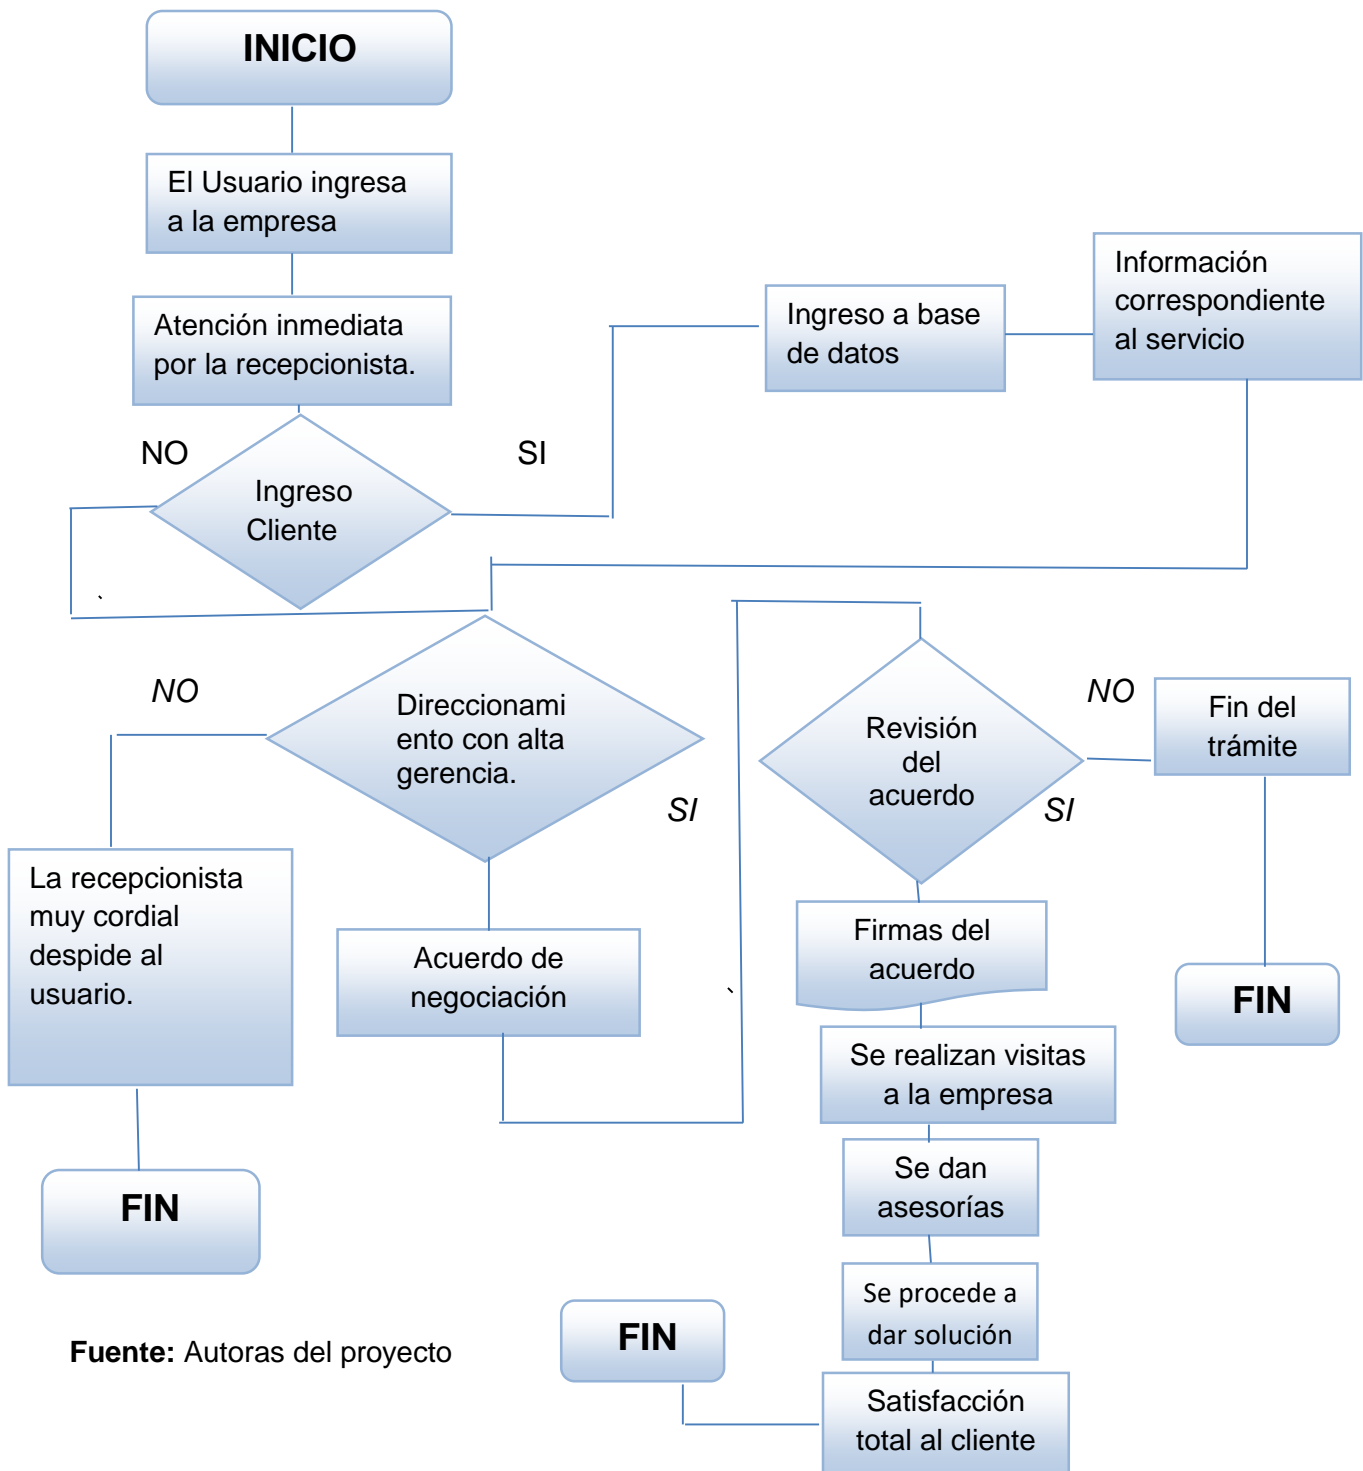 INICIO
El Usuario ingresa
a la empresa
Atención inmediata
por la recepcionista.
NO
SI
Ingreso
Cliente
Ingreso a base
de datos
Información
correspondiente
al servicio
NO
Direccionami
ento con alta
gerencia.
SI
La recepcionista
muy cordial
despide al
usuario.
FIN
Acuerdo de
negociación
Revisión
del
acuerdo
NO
SI
Fin del
trámite
FIN
Firmas del
acuerdo
Se realizan visitas
a la empresa
Se dan
asesorías
Se procede a
dar solución
Satisfacción
total al cliente
FIN
Fuente: Autoras del proyecto